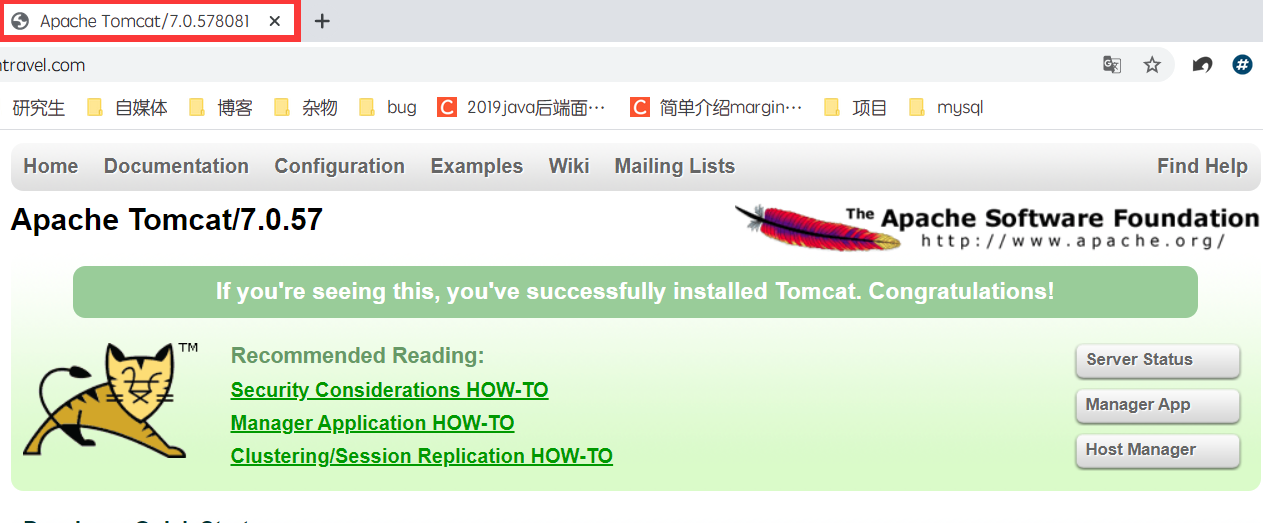 Apache Tomcat/7.0.578081
travel.com
研究生 自媒体 博客 杂物 bug 2019java后端面… 简单介绍margin… 项目 mysql
Home Documentation Configuration Examples Wiki Mailing Lists Find Help
Apache Tomcat/7.0.57
The Apache Software Foundation
http://www.apache.org/
If you're seeing this, you've successfully installed Tomcat. Congratulations!
TM
Recommended Reading:
Security Considerations HOW-TO
Manager Application HOW-TO
Clustering/Session Replication HOW-TO
Server Status
Manager App
Host Manager